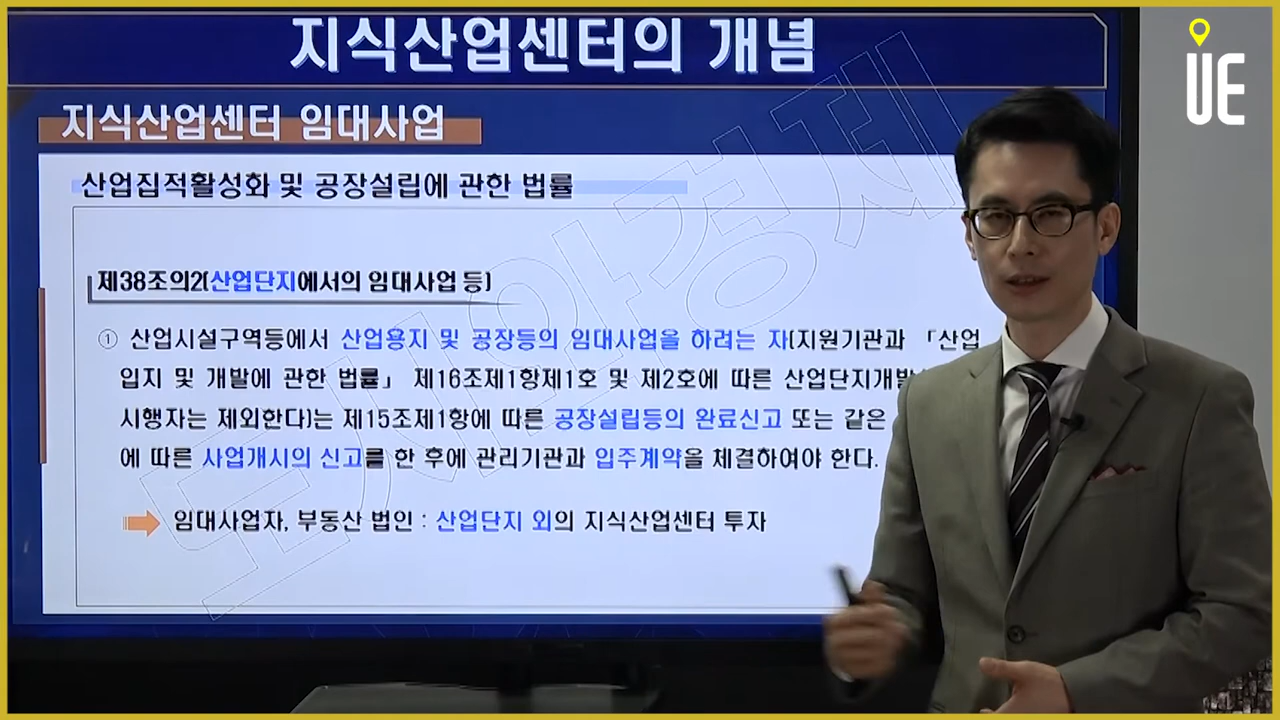 지식산업센터의 개념
UE
지식산업센터 임대사업
산업집적활성화 및 공장설립에 관한 법률
제38조의2(산업단지에서의 임대사업 등)
① 산업시설구역등에서 산업용지 및 공장등의 임대사업을 하려는 자(지원기관과 「산업
입지 및 개발에 관한 법률」 제16조제1항제1호 및 제2호에 따른 산업단지개발
시행자는 제외한다)는 제15조제1항에 따른 공장설립등의 완료신고 또는 같은
에 따른 사업개시의 신고를 한 후에 관리기관과 입주계약을 체결하여야 한다.
임대사업자, 부동산 법인 : 산업단지 외의 지식산업센터 투자
도시와경제